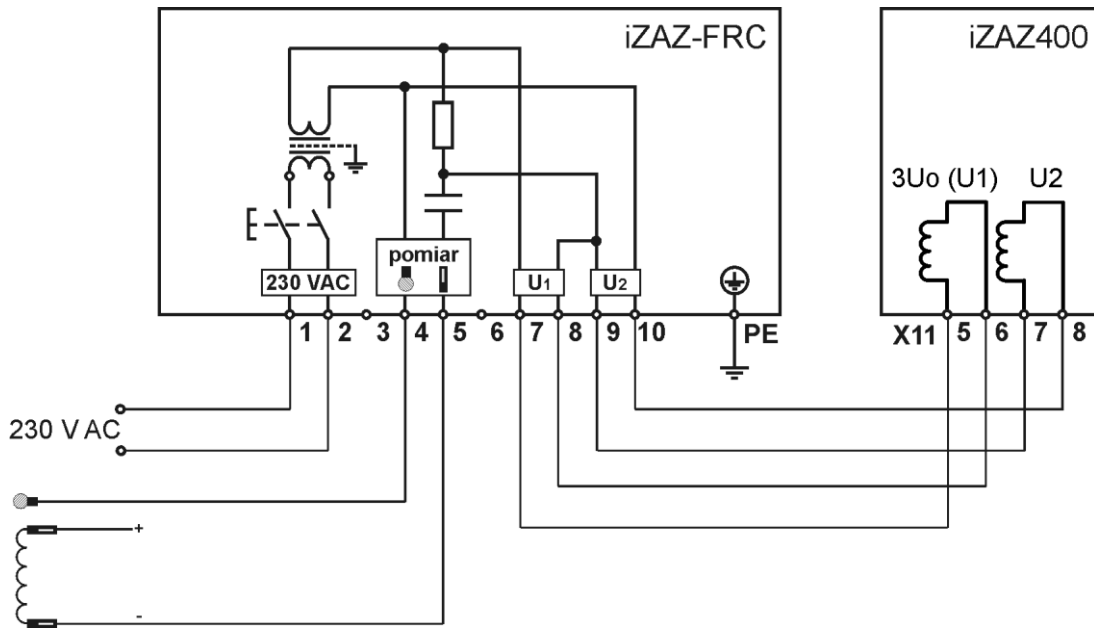 iZAZ-FRC
iZAZ400
3Uo (U1) U2
pomiar
230 VAC U1 U2
1 2 3 4 5 6 7 8 9 10 PE
X11 5 6 7 8
230 V AC
+
-